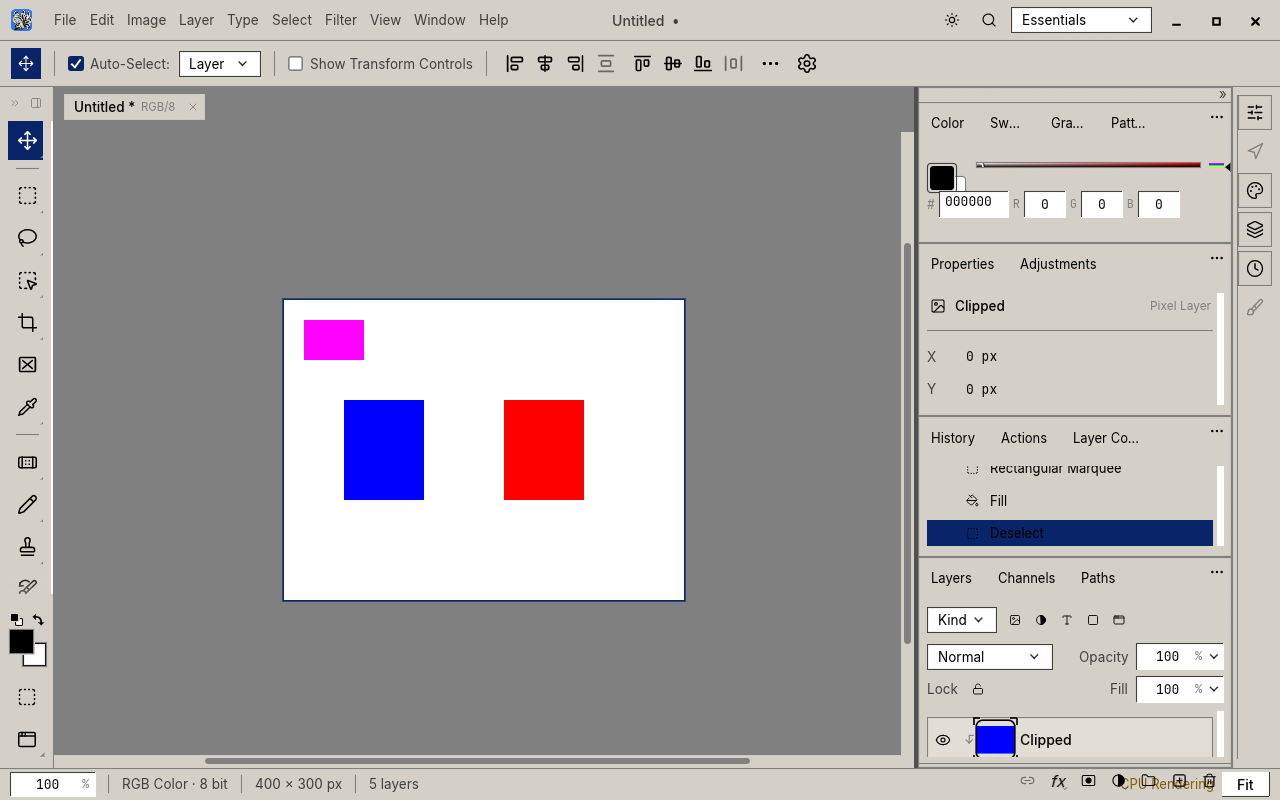 File Edit Image Layer Type Select Filter View Window Help Untitled • Essentials
Auto-Select: Layer Show Transform Controls
Untitled * RGB/8
Color Sw... Gra... Patt...
# 000000 R 0 G 0 B 0
Properties Adjustments
Clipped Pixel Layer
X 0 px
Y 0 px
History Actions Layer Co...
Rectangular Marquee
Fill
Deselect
Layers Channels Paths
Kind
Normal Opacity 100 %
Lock Fill 100 %
Clipped
100 % RGB Color · 8 bit 400 × 300 px 5 layers fx CPU Rendering Fit